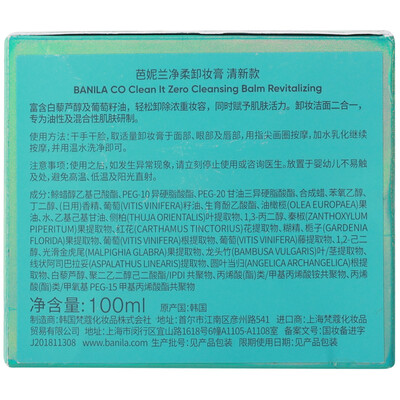 芭妮兰净柔卸妆膏 清新款
BANILA CO Clean It Zero Cleansing Balm Revitalizing
富含白藜芦醇及葡萄籽油，轻松卸除浓重妆容，同时赋予肌肤活力。卸妆洁面二合一，
专为油性及混合性肌肤研制。
使用方法：干手干脸，取适量卸妆膏于面部、眼部及唇部，用指尖画圈按摩，加水乳化继续
按摩，并用温水洗净即可。
注意事项：使用之后，如发生异常现象，请立刻停止使用或咨询医生。放置于婴幼儿不易触
及处，避免高温、低温及阳光直射。
成分：鲸蜡醇乙基己酸酯，PEG-10 异硬脂酸酯，PEG-20 甘油三异硬脂酸酯，合成蜡，苯氧乙醇，
丁二醇，(日用)香精，葡萄(VITIS VINIFERA)籽油，生育酚乙酸酯，油橄榄(OLEA EUROPAEA)果
油，水，乙基己基甘油，侧柏(THUJA ORIENTALIS)叶提取物，1,3-丙二醇，秦椒(ZANTHOXYLUM
PIPERITUM)果提取物，红花(CARTHAMUS TINCTORIUS)花提取物，糊精，栀子(GARDENIA
FLORIDA)果提取物，葡萄(VITIS VINIFERA)根提取物，葡萄(VITIS VINIFERA)藤提取物，1,2-己二
醇，光滑金虎尾(MALPIGHIA GLABRA)果提取物，龙头竹(BAMBUSA VULGARIS)叶/茎提取物，
线状阿司巴拉妥(ASPALATHUS LINEARIS)提取物，圆叶当归(ANGELICA ARCHANGELICA)根提
取物，白藜芦醇，聚二乙二醇己二酸酯/IPDI 共聚物，丙烯酸(酯)类/甲基丙烯酸铵共聚物，丙烯酸
(酯)类/甲氧基 PEG-15 甲基丙烯酸酯共聚物
净含量：100ml 原产国：韩国
制造商：韩国梵蔻化妆品株式会社 地址：首尔市江南区彦州路541 进口商：上海梵蔻化妆品
贸易有限公司 地址：上海市闵行区宜山路1618号6幢A1105-A1108室 备案编号：国妆备进字
J201811308 www.banila.com 生产批号：见产品包装 限期使用日期：见产品包装